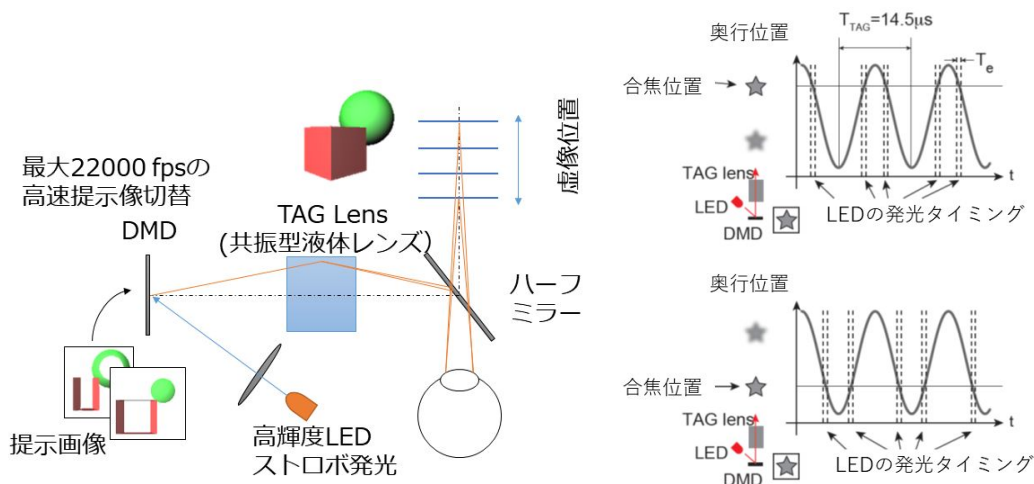 最大22000 fpsの
高速提示像切替
DMD
提示画像
TAG Lens
(共振型液体レンズ)
高輝度LED
ストロボ発光
虚像位置
ハーフ
ミラー
奥行位置
T_TAG=14.5μs
T_e
合焦位置
TAG lens
LED
DMD
t
LEDの発光タイミング
奥行位置
合焦位置
TAG lens
LED
DMD
t
LEDの発光タイミング